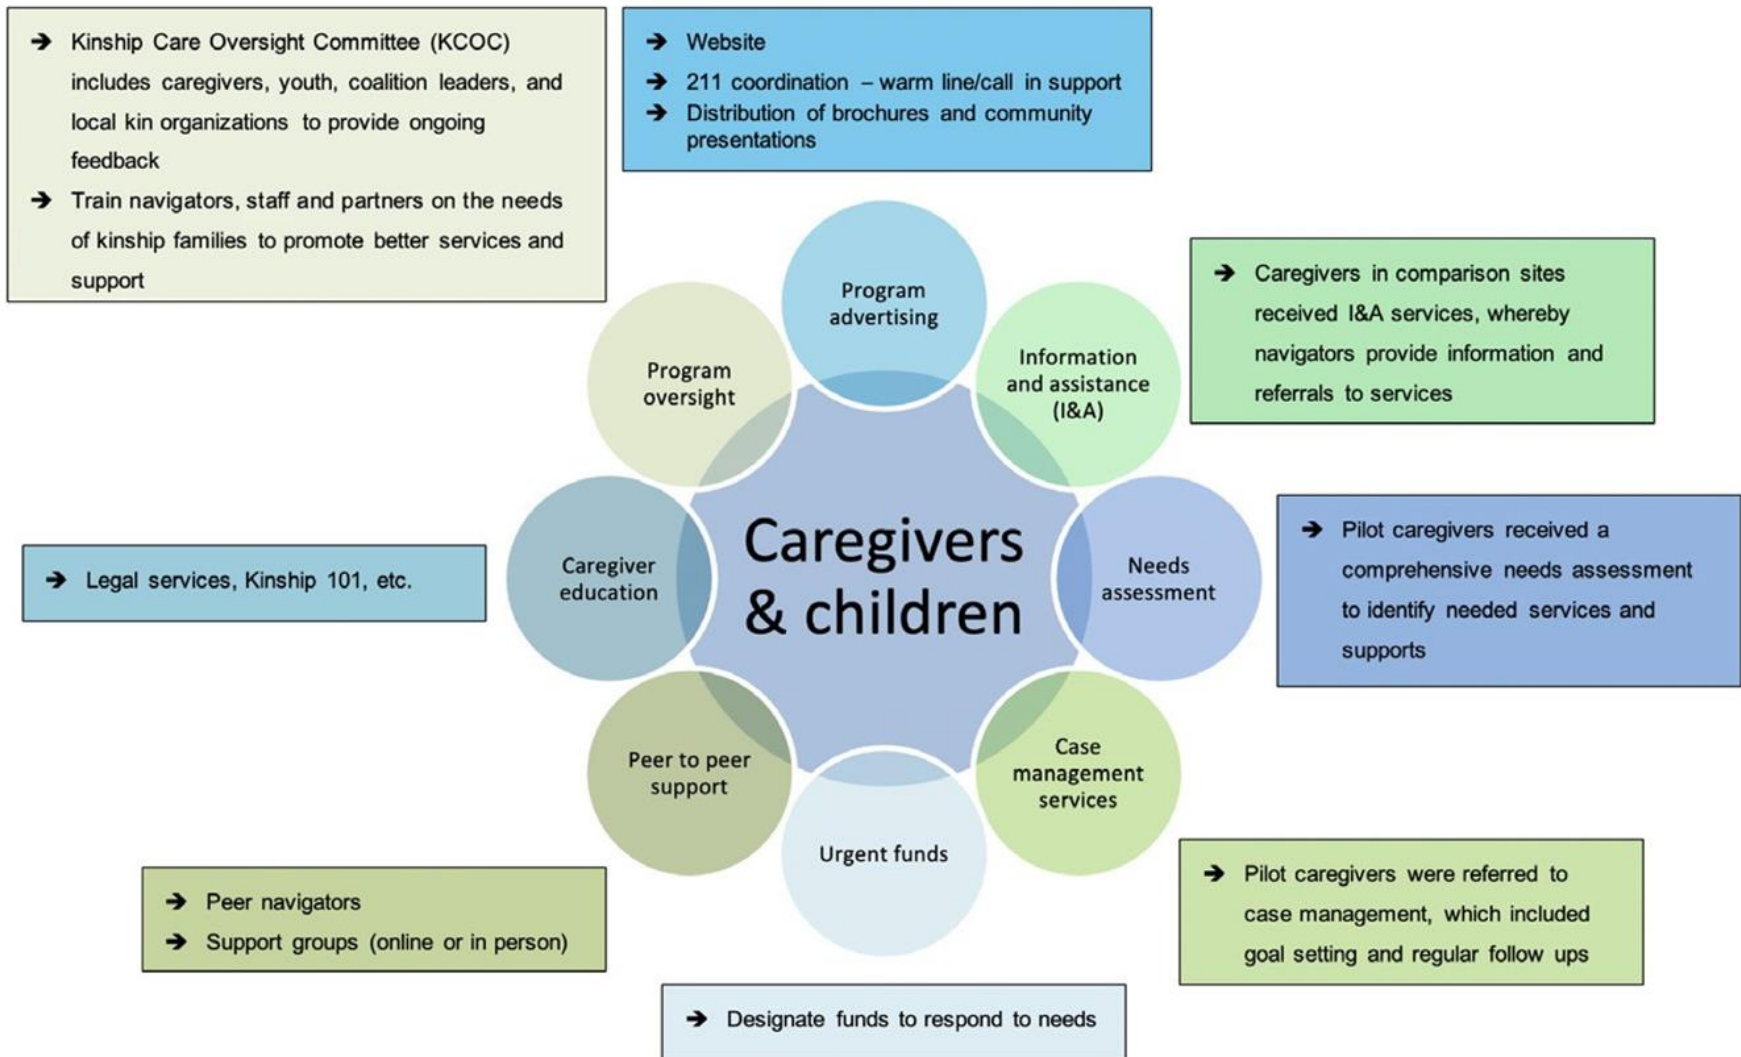 ➔ Kinship Care Oversight Committee (KCOC)
includes caregivers, youth, coalition leaders, and
local kin organizations to provide ongoing
feedback
➔ Train navigators, staff and partners on the needs
of kinship families to promote better services and
support
➔ Website
➔ 211 coordination – warm line/call in support
➔ Distribution of brochures and community
presentations
Program
advertising
Information
and assistance
(I&A)
➔ Caregivers in comparison sites
received I&A services, whereby
navigators provide information and
referrals to services
Program
oversight
Caregivers
& children
Needs
assessment
➔ Pilot caregivers received a
comprehensive needs assessment
to identify needed services and
supports
Caregiver
education
➔ Legal services, Kinship 101, etc.
Case
management
services
➔ Pilot caregivers were referred to
case management, which included
goal setting and regular follow ups
Peer to peer
support
➔ Peer navigators
➔ Support groups (online or in person)
Urgent funds
➔ Designate funds to respond to needs